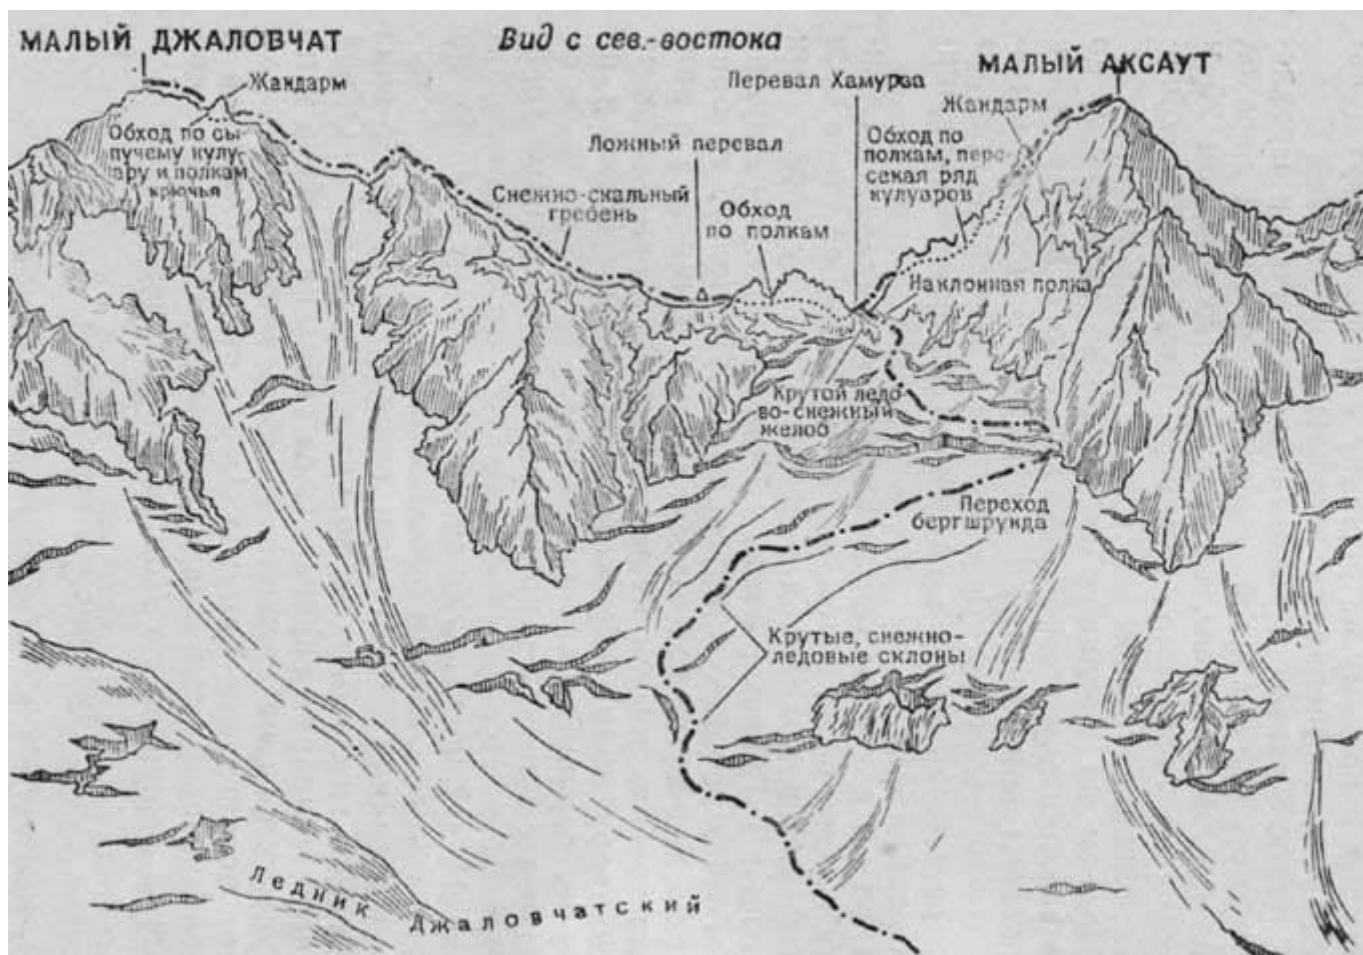 МАЛЫЙ ДЖАЛОВЧАТ
Вид с сев.-востока
МАЛЫЙ АКСАУТ
Жандарм
Перевал Хамурза
Жандарм
Обход по сы-
пучему кулу-
ару и полкам
крючья
Ложный перевал
Обход по
полкам, пере-
секая ряд
кулуаров
Снежно-скальный
гребень
Обход
по полкам
Наклонная полка
Крутой ледо-
во-снежный
желоб
Переход
бергшрунда
Крутые, снежно-
ледовые склоны
Ледник Джаловчатский